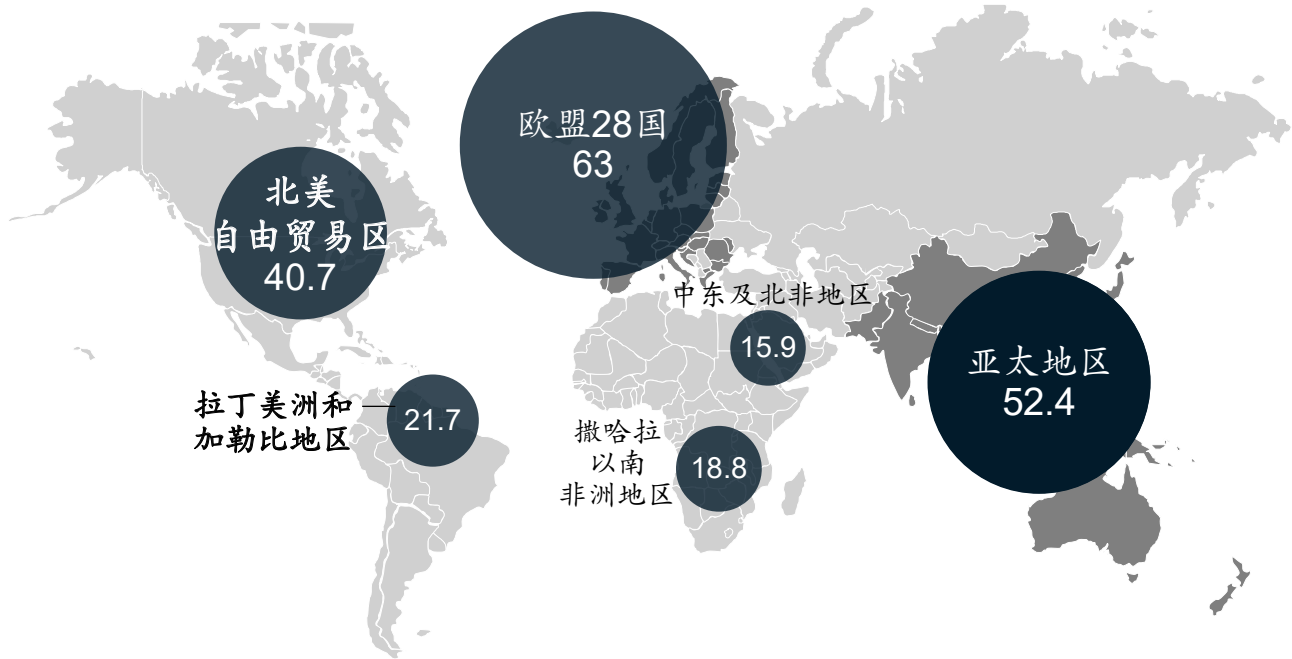 欧盟28国
63
北美
自由贸易区
40.7
中东及北非地区
15.9
亚太地区
52.4
拉丁美洲和
加勒比地区
21.7
撒哈拉
以南
非洲地区
18.8